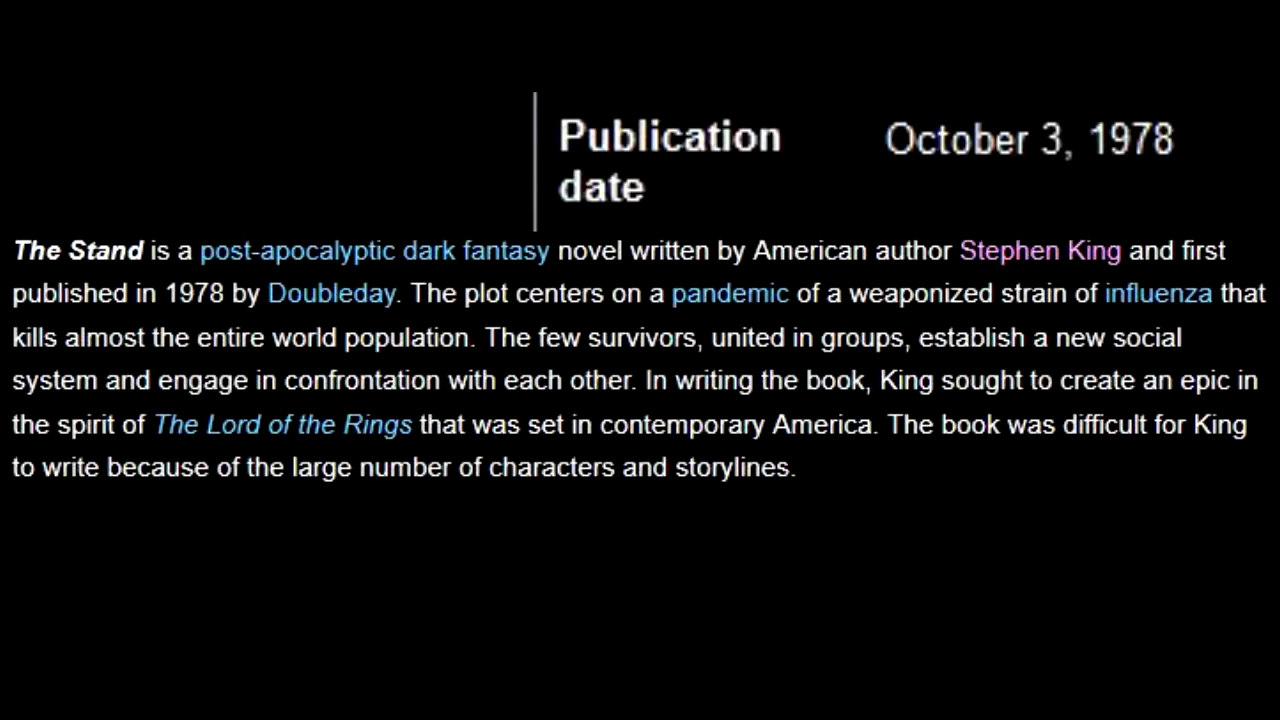 Publication October 3, 1978
date
The Stand is a post-apocalyptic dark fantasy novel written by American author Stephen King and first
published in 1978 by Doubleday. The plot centers on a pandemic of a weaponized strain of influenza that
kills almost the entire world population. The few survivors, united in groups, establish a new social
system and engage in confrontation with each other. In writing the book, King sought to create an epic in
the spirit of The Lord of the Rings that was set in contemporary America. The book was difficult for King
to write because of the large number of characters and storylines.